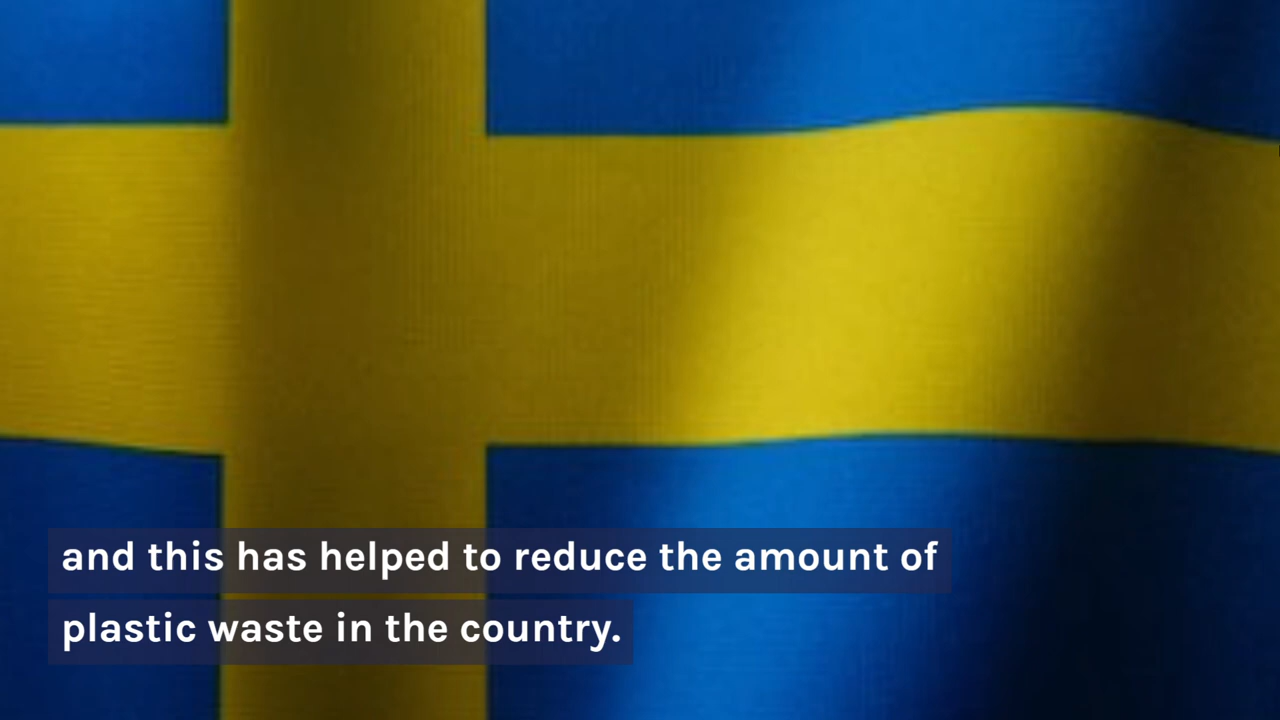 and this has helped to reduce the amount of
plastic waste in the country.